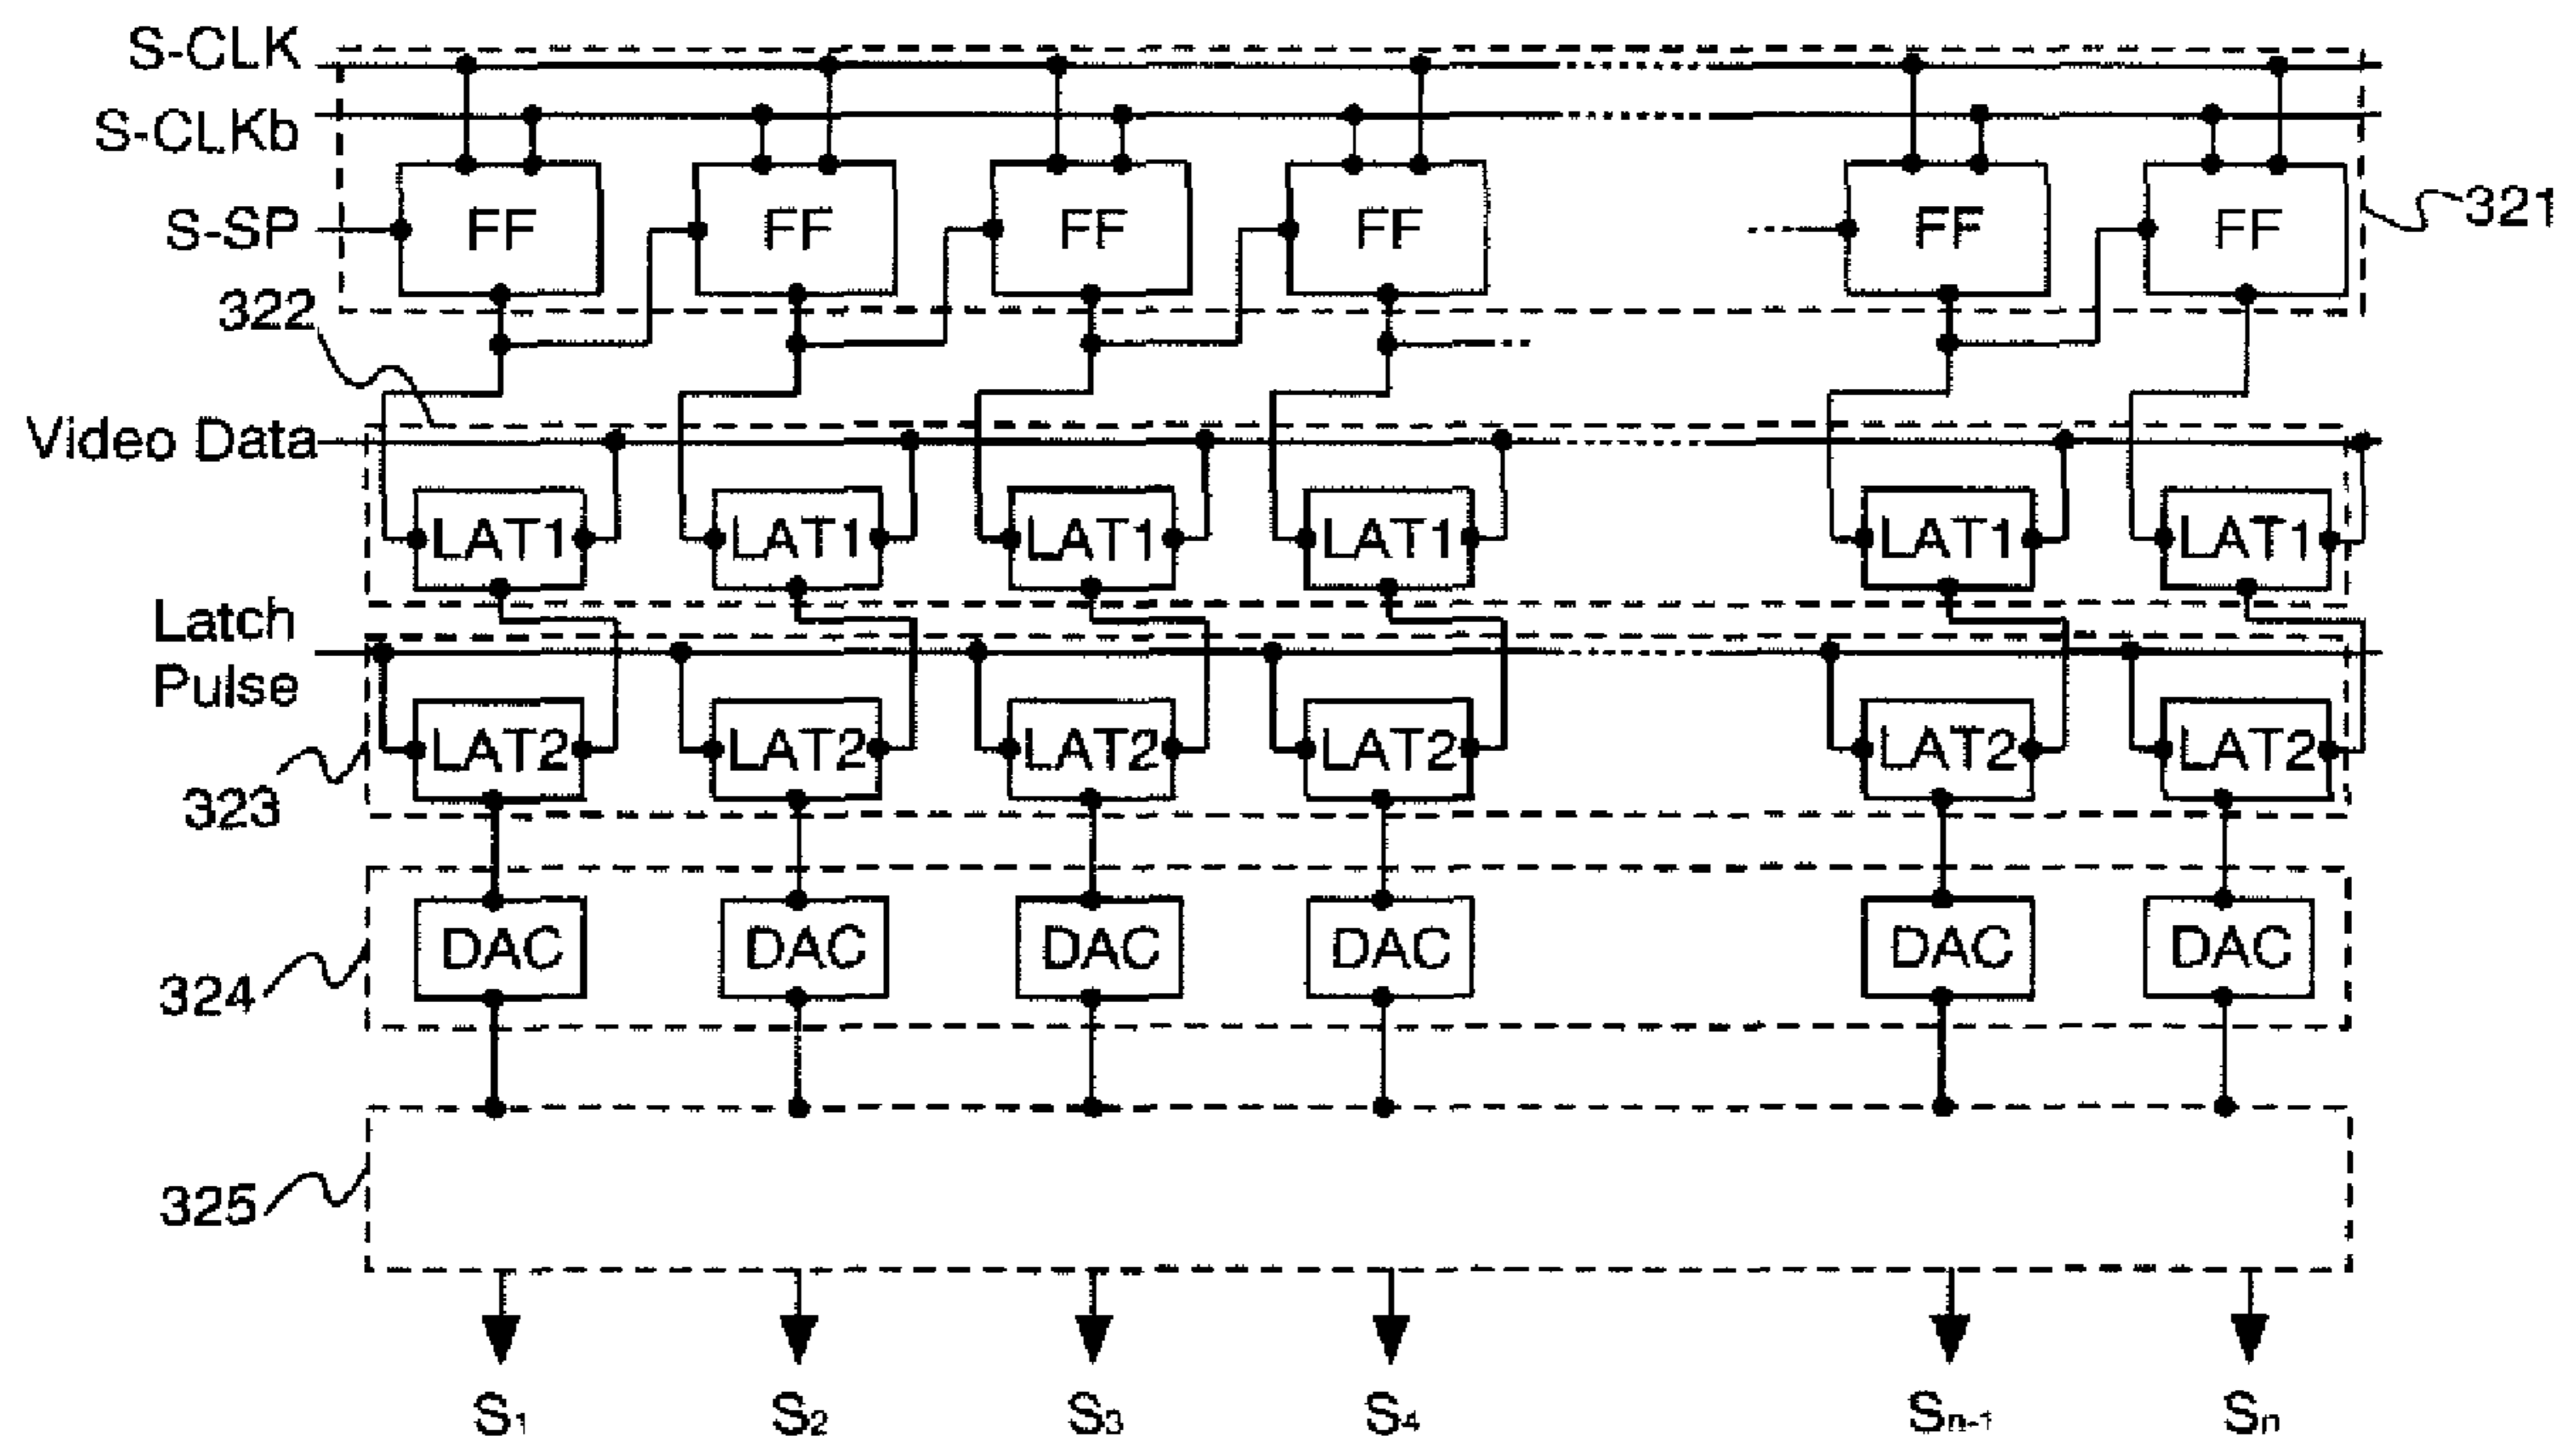 S-CLK
S-CLKb
S-SP
FF FF FF FF FF FF
321
322
Video Data
LAT1 LAT1 LAT1 LAT1 LAT1 LAT1
Latch
Pulse
LAT2 LAT2 LAT2 LAT2 LAT2 LAT2
323
DAC DAC DAC DAC DAC DAC
324
325
S1 S2 S3 S4 Sn-1 Sn